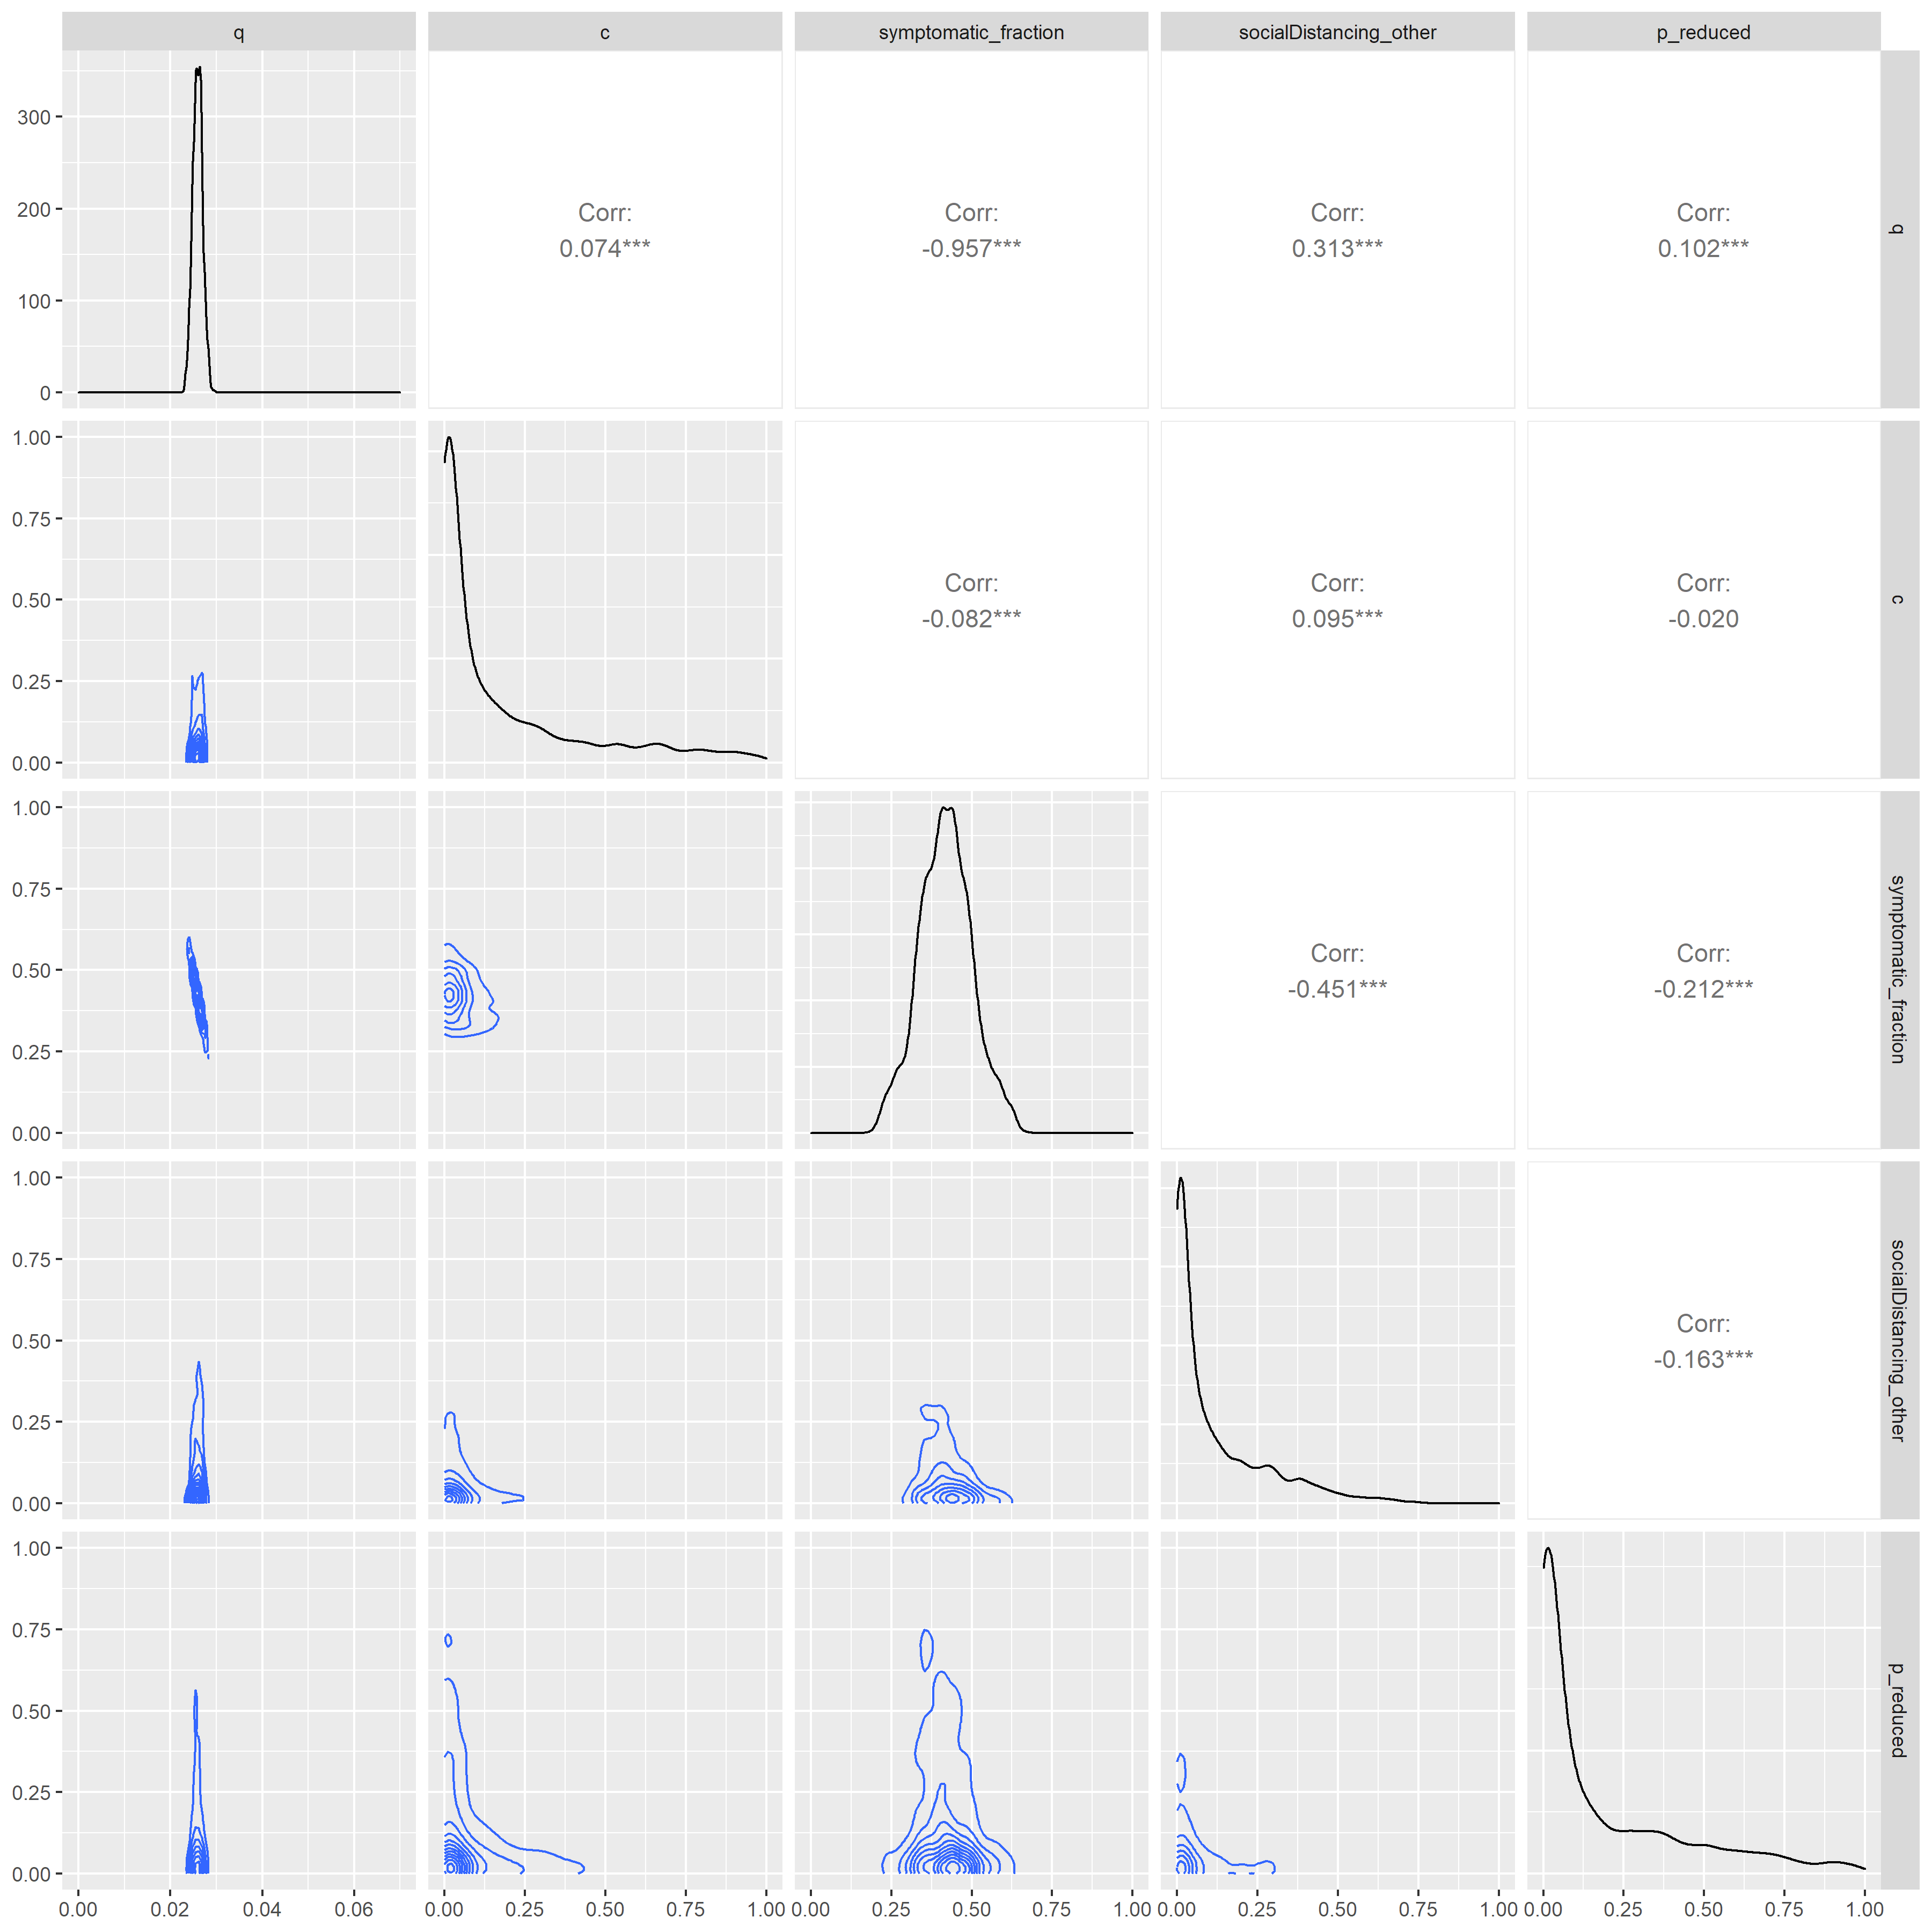 q
c
symptomatic_fraction
socialDistancing_other
p_reduced
300
200
100
0
Corr:
0.074***
Corr:
-0.957***
Corr:
0.313***
Corr:
0.102***
q
1.00
0.75
0.50
0.25
0.00
Corr:
-0.082***
Corr:
0.095***
Corr:
-0.020
c
1.00
0.75
0.50
0.25
0.00
Corr:
-0.451***
Corr:
-0.212***
symptomatic_fraction
1.00
0.75
0.50
0.25
0.00
Corr:
-0.163***
socialDistancing_other
1.00
0.75
0.50
0.25
0.00
p_reduced
0.00 0.02 0.04 0.06
0.00 0.25 0.50 0.75 1.00
0.00 0.25 0.50 0.75 1.00
0.00 0.25 0.50 0.75 1.00
0.00 0.25 0.50 0.75 1.00